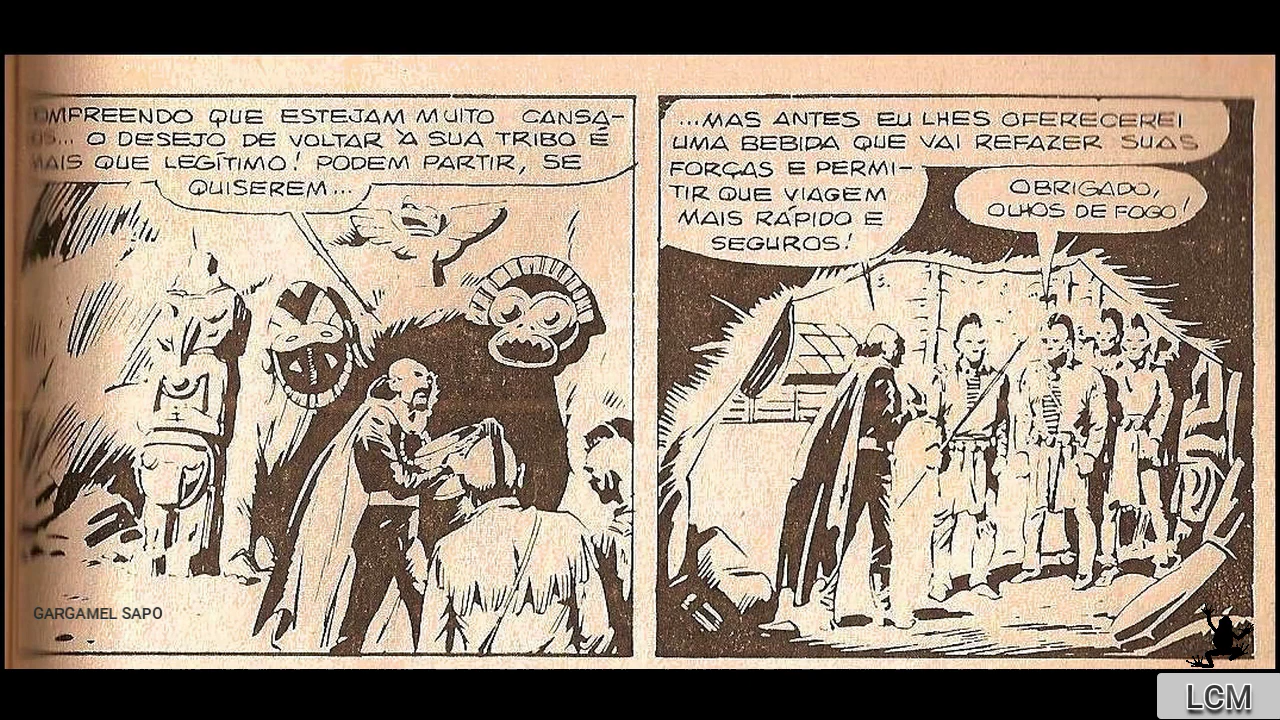 OMPREENDO QUE ESTEJAM MUITO CANSA-
OS... O DESEJO DE VOLTAR À SUA TRIBO É
MAIS QUE LEGÍTIMO! PODEM PARTIR, SE
QUISEREM...
...MAS ANTES EU LHES OFERECEREI
UMA BEBIDA QUE VAI REFAZER SUAS
FORÇAS E PERMI-
TIR QUE VIAGEM
MAIS RÁPIDO E
SEGUROS!
OBRIGADO,
OLHOS DE FOGO!
GARGAMEL SAPO
LCM